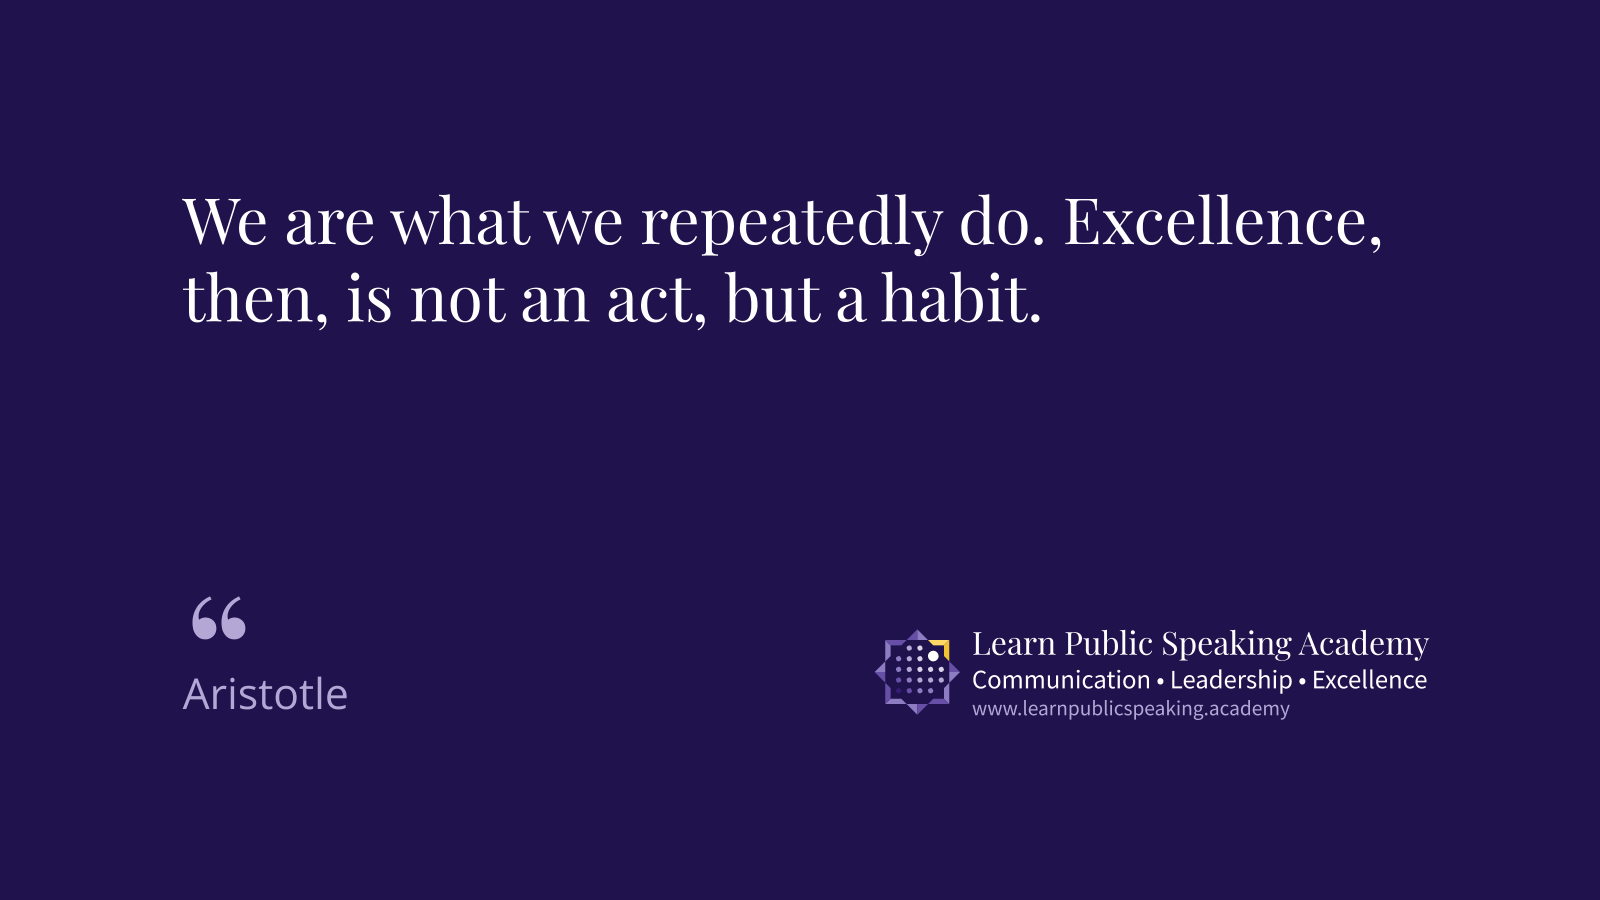 We are what we repeatedly do. Excellence,
then, is not an act, but a habit.
“
Aristotle
Learn Public Speaking Academy
Communication • Leadership • Excellence
www.learnpublicspeaking.academy